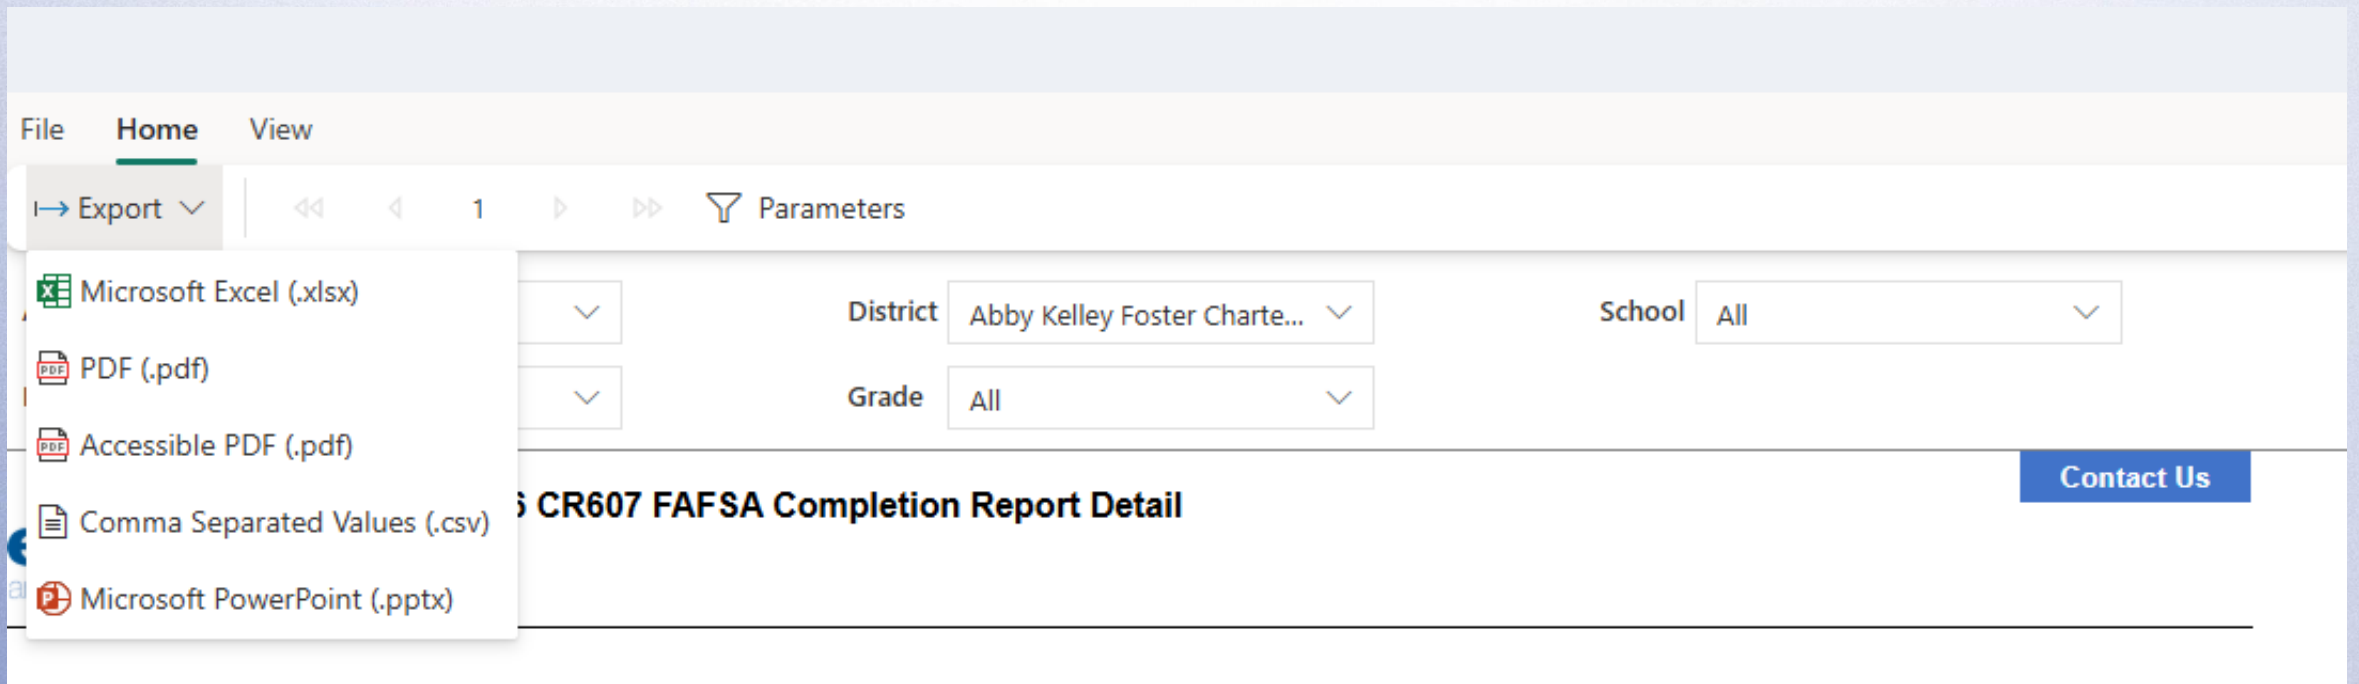 File Home View
Export 1 Parameters
Microsoft Excel (.xlsx)
District Abby Kelley Foster Charte... School All
PDF (.pdf)
Grade All
Accessible PDF (.pdf)
Contact Us
CR607 FAFSA Completion Report Detail
Comma Separated Values (.csv)
Microsoft PowerPoint (.pptx)